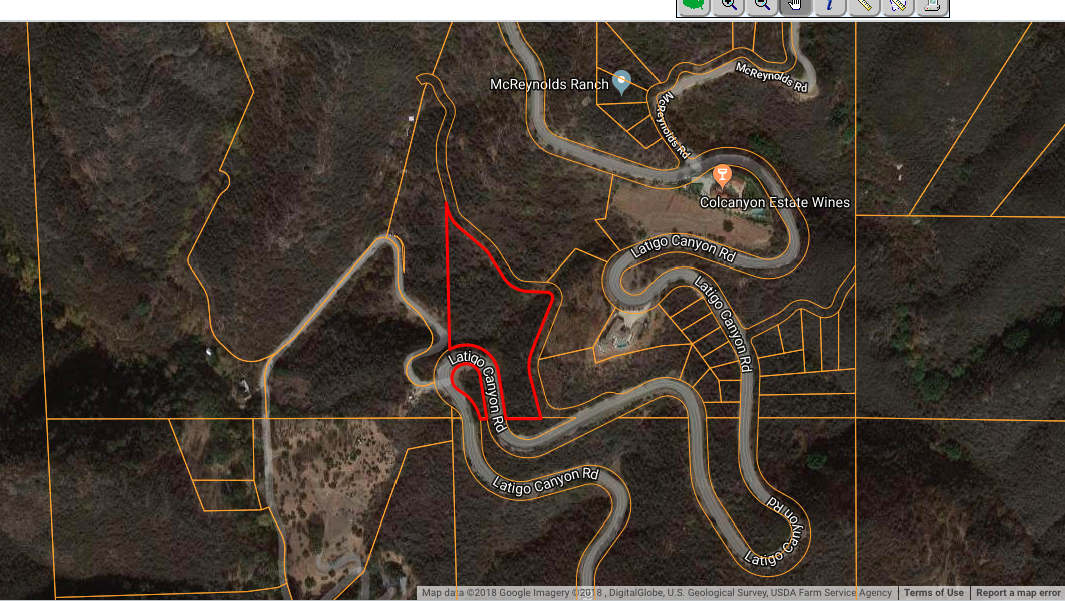 McReynolds Rd
McReynolds Ranch
McReynolds Rd
Colcanyon Estate Wines
Latigo Canyon Rd
Latigo Canyon Rd
Latigo Canyon Rd
Latigo Canyon Rd
Latigo Canyon Rd
yon Rd
Map data ©2018 Google Imagery ©2018 , DigitalGlobe, U.S. Geological Survey, USDA Farm Service Agency
Terms of Use
Report a map error